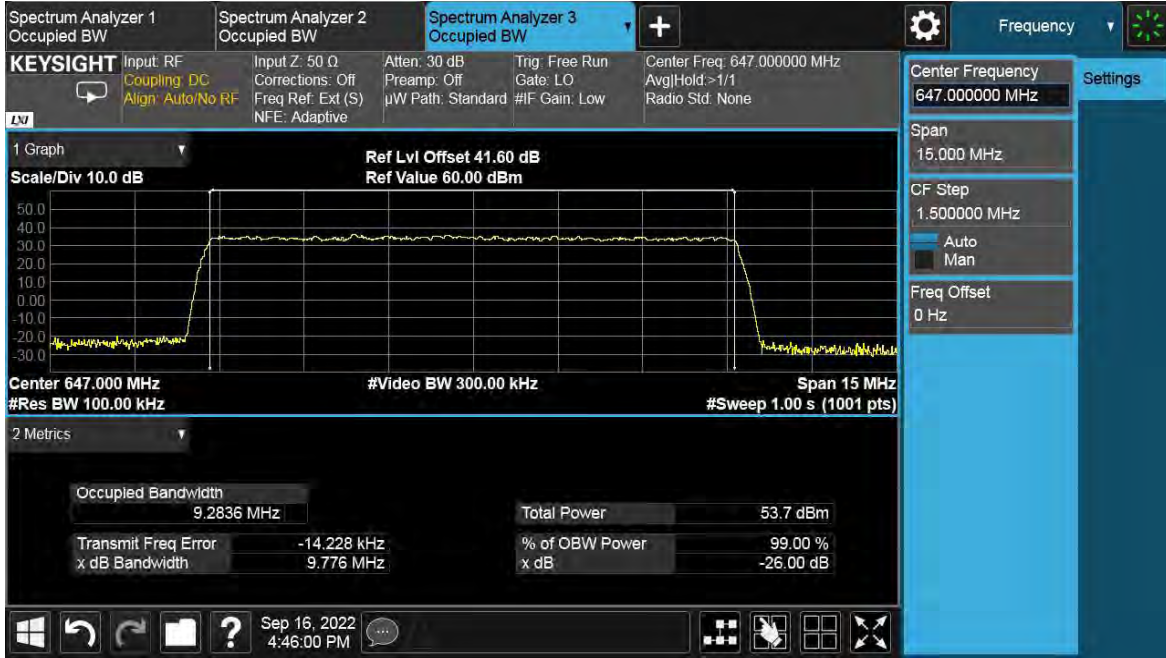 Spectrum Analyzer 1
Occupied BW
Spectrum Analyzer 2
Occupied BW
Spectrum Analyzer 3
Occupied BW
+
Frequency
KEYSIGHT
LXI
Input: RF
Coupling: DC
Align: Auto/No RF
Input Z: 50 Ω
Corrections: Off
Freq Ref: Ext (S)
NFE: Adaptive
Atten: 30 dB
Preamp: Off
µW Path: Standard
Trig: Free Run
Gate: LO
#IF Gain: Low
Center Freq: 647.000000 MHz
Avg|Hold:>1/1
Radio Std: None
Center Frequency
647.000000 MHz
Settings
Span
15.000 MHz
CF Step
1.500000 MHz
Auto
Man
Freq Offset
0 Hz
1 Graph
Scale/Div 10.0 dB
Ref Lvl Offset 41.60 dB
Ref Value 60.00 dBm
50.0
40.0
30.0
20.0
10.0
0.00
-10.0
-20.0
-30.0
Center 647.000 MHz
#Res BW 100.00 kHz
#Video BW 300.00 kHz
Span 15 MHz
#Sweep 1.00 s (1001 pts)
2 Metrics
Occupied Bandwidth
9.2836 MHz
Transmit Freq Error -14.228 kHz
x dB Bandwidth 9.776 MHz
Total Power 53.7 dBm
% of OBW Power 99.00 %
x dB -26.00 dB
?
Sep 16, 2022
4:46:00 PM